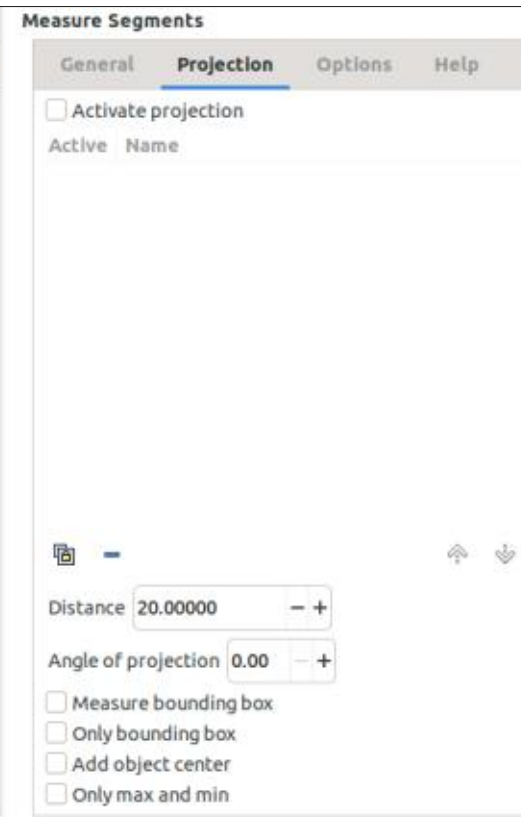 Measure Segments
General Projection Options Help
Activate projection
Active Name
Distance 20.00000 − +
Angle of projection 0.00 − +
Measure bounding box
Only bounding box
Add object center
Only max and min